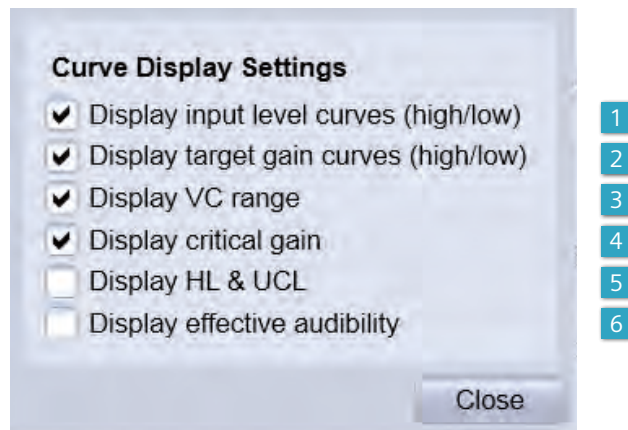 Curve Display Settings
Display input level curves (high/low) 1
Display target gain curves (high/low) 2
Display VC range 3
Display critical gain 4
Display HL & UCL 5
Display effective audibility 6
Close